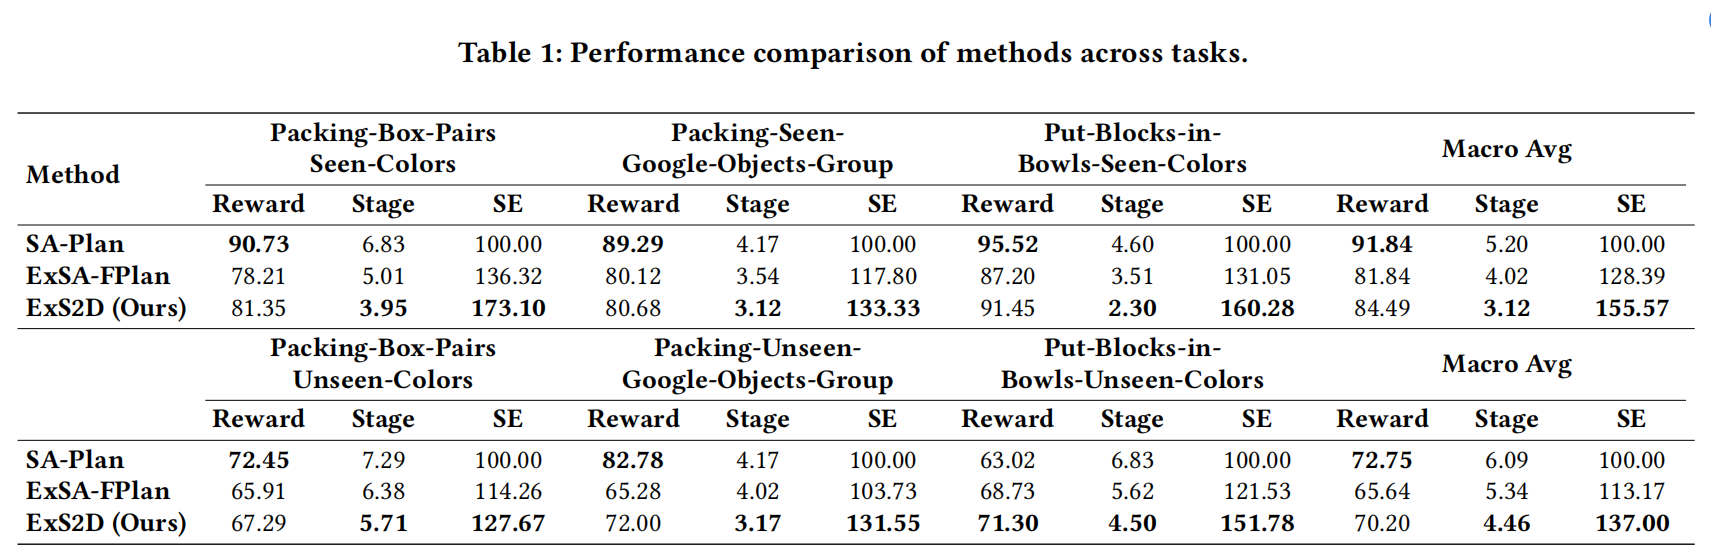 Table 1: Performance comparison of methods across tasks.
Method
Packing-Box-Pairs
Seen-Colors
Packing-Seen-
Google-Objects-Group
Put-Blocks-in-
Bowls-Seen-Colors
Macro Avg
Reward Stage SE Reward Stage SE Reward Stage SE Reward Stage SE
SA-Plan 90.73 6.83 100.00 89.29 4.17 100.00 95.52 4.60 100.00 91.84 5.20 100.00
ExSA-FPlan 78.21 5.01 136.32 80.12 3.54 117.80 87.20 3.51 131.05 81.84 4.02 128.39
ExS2D (Ours) 81.35 3.95 173.10 80.68 3.12 133.33 91.45 2.30 160.28 84.49 3.12 155.57
Packing-Box-Pairs
Unseen-Colors
Packing-Unseen-
Google-Objects-Group
Put-Blocks-in-
Bowls-Unseen-Colors
Macro Avg
Reward Stage SE Reward Stage SE Reward Stage SE Reward Stage SE
SA-Plan 72.45 7.29 100.00 82.78 4.17 100.00 63.02 6.83 100.00 72.75 6.09 100.00
ExSA-FPlan 65.91 6.38 114.26 65.28 4.02 103.73 68.73 5.62 121.53 65.64 5.34 113.17
ExS2D (Ours) 67.29 5.71 127.67 72.00 3.17 131.55 71.30 4.50 151.78 70.20 4.46 137.00